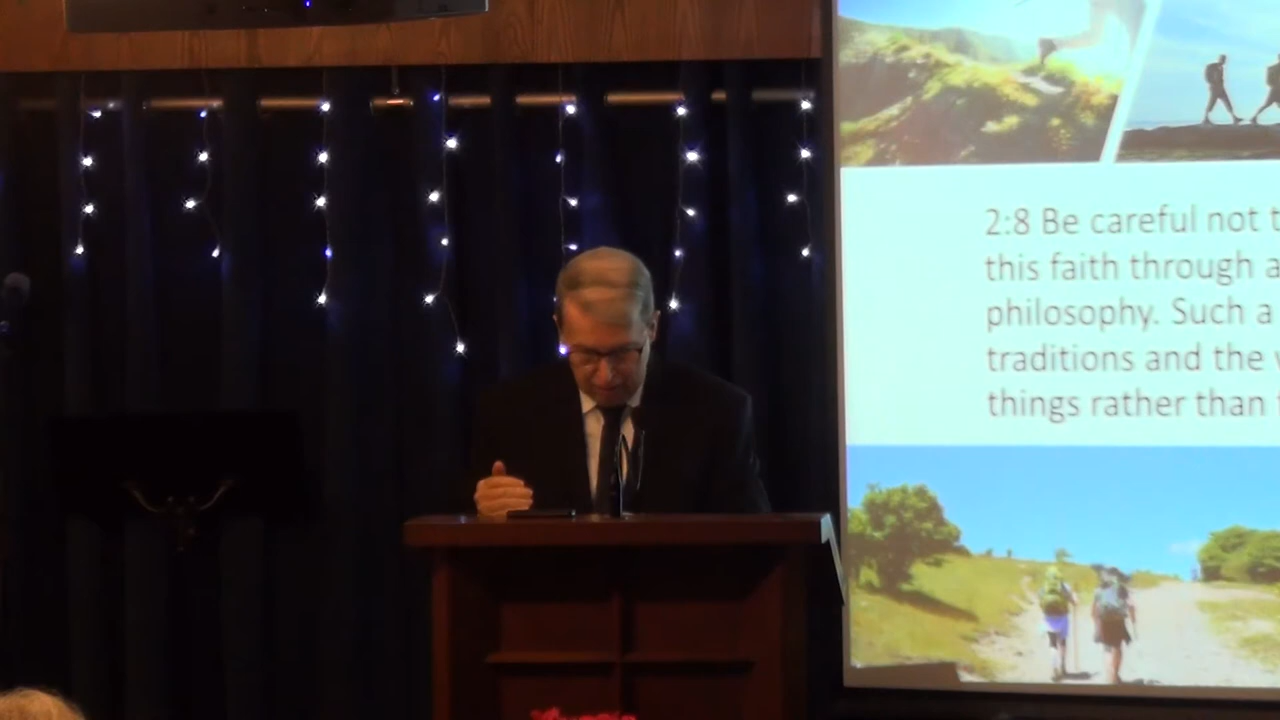 2:8 Be careful not
this faith through
philosophy. Such a
traditions and the
things rather than